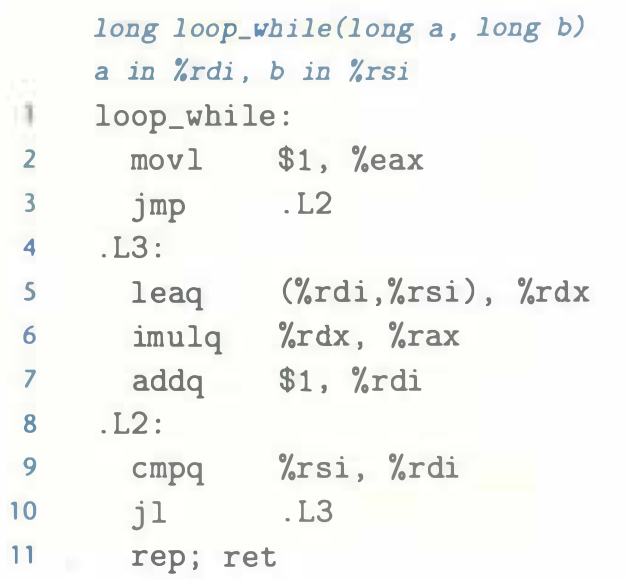 long loop_while(long a, long b)
a in %rdi, b in %rsi
1 loop_while:
2 movl $1, %eax
3 jmp .L2
4 .L3:
5 leaq (%rdi,%rsi), %rdx
6 imulq %rdx, %rax
7 addq $1, %rdi
8 .L2:
9 cmpq %rsi, %rdi
10 jl .L3
11 rep; ret